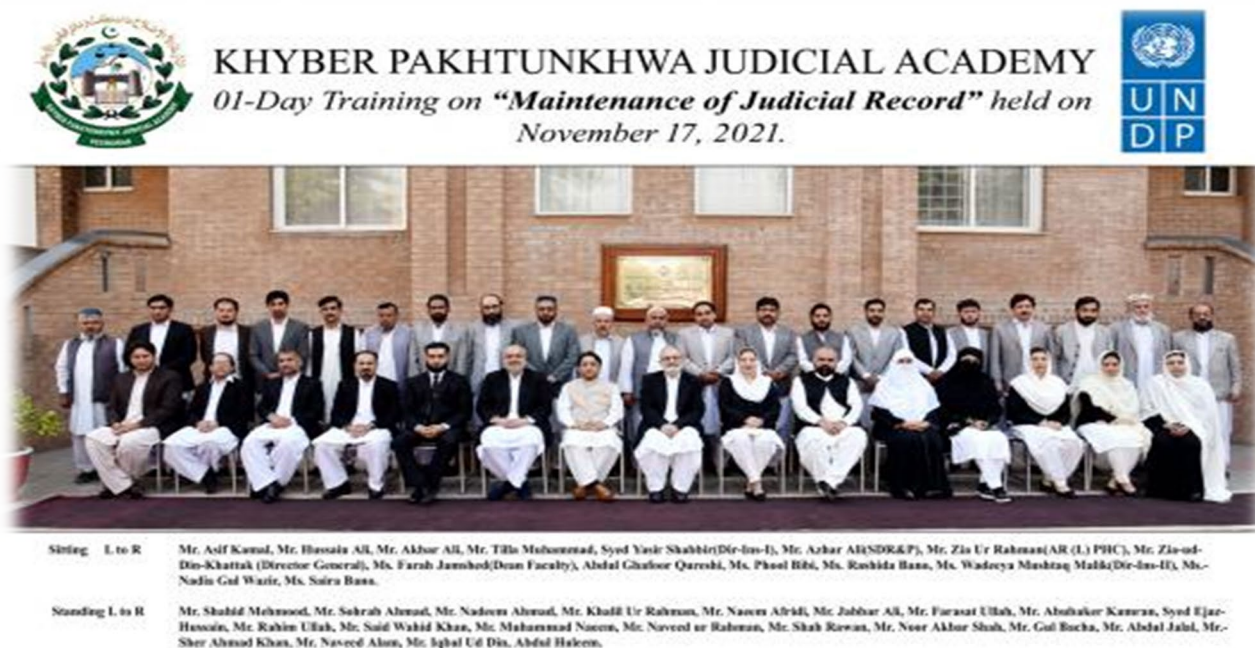 KHYBER PAKHTUNKHWA JUDICIAL ACADEMY
01-Day Training on “Maintenance of Judicial Record” held on
November 17, 2021.
KHYBER PAKHTUNKHWA JUDICIAL ACADEMY
PESHAWAR
U N
D P
Sitting L to R Mr. Asif Kamal, Mr. Hussain Ali, Mr. Akbar Ali, Mr. Tilla Muhammad, Syed Yasir Shabbir(Dir-Ins-I), Mr. Azhar Ali(SDR&P), Mr. Zia Ur Rahman(AR (L) PHC), Mr. Zia-ud-
Din-Khattak (Director General), Ms. Farah Jamshed(Dean Faculty), Abdul Ghafoor Qureshi, Ms. Phool Bibi, Ms. Rashida Bano, Ms. Wadeeya Mushtaq Malik(Dir-Ins-II), Ms.-
Nadia Gul Wazir, Ms. Saira Bano.
Standing L to R Mr. Shahid Mehmood, Mr. Sohrab Ahmad, Mr. Nadeem Ahmad, Mr. Khalil Ur Rahman, Mr. Naeem Afridi, Mr. Jabbar Ali, Mr. Farasat Ullah, Mr. Abubaker Kamran, Syed Ejaz-
Hussain, Mr. Rahim Ullah, Mr. Said Wahid Khan, Mr. Muhammad Naeem, Mr. Naveed ur Rahman, Mr. Shah Rawan, Mr. Noor Akbar Shah, Mr. Gul Bacha, Mr. Abdul Jalal, Mr.-
Sher Ahmad Khan, Mr. Naveed Alam, Mr. Iqbal Ud Din, Abdul Haleem.